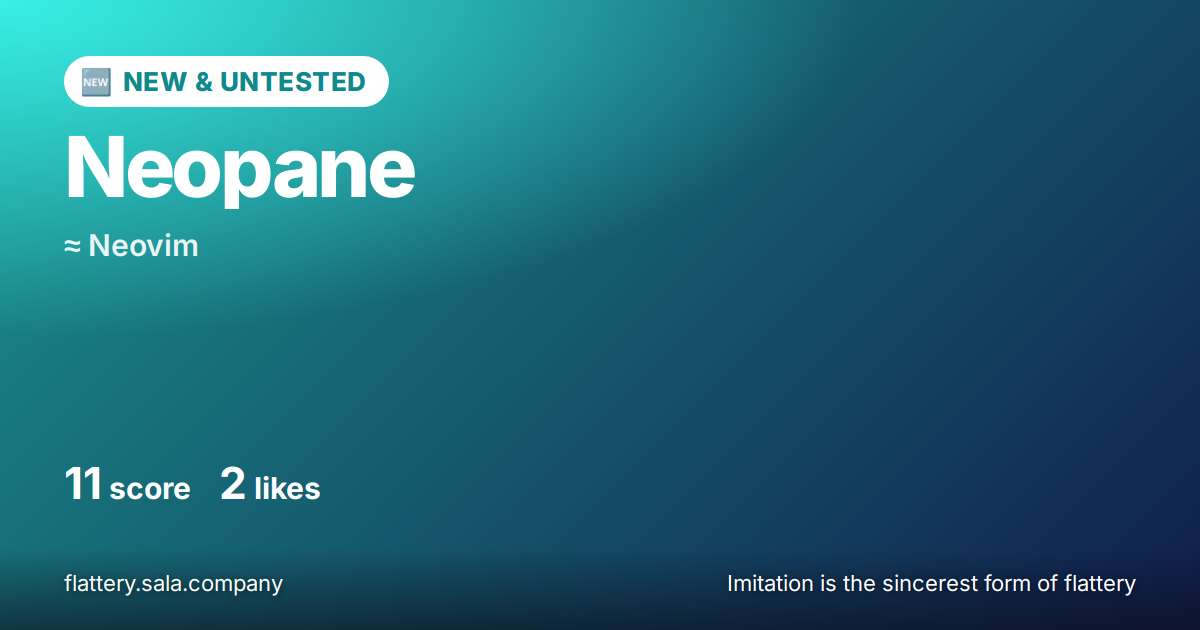 🆕 NEW & UNTESTED
Neopane
≈ Neovim
11 score 2 likes
flattery.sala.company
Imitation is the sincerest form of flattery